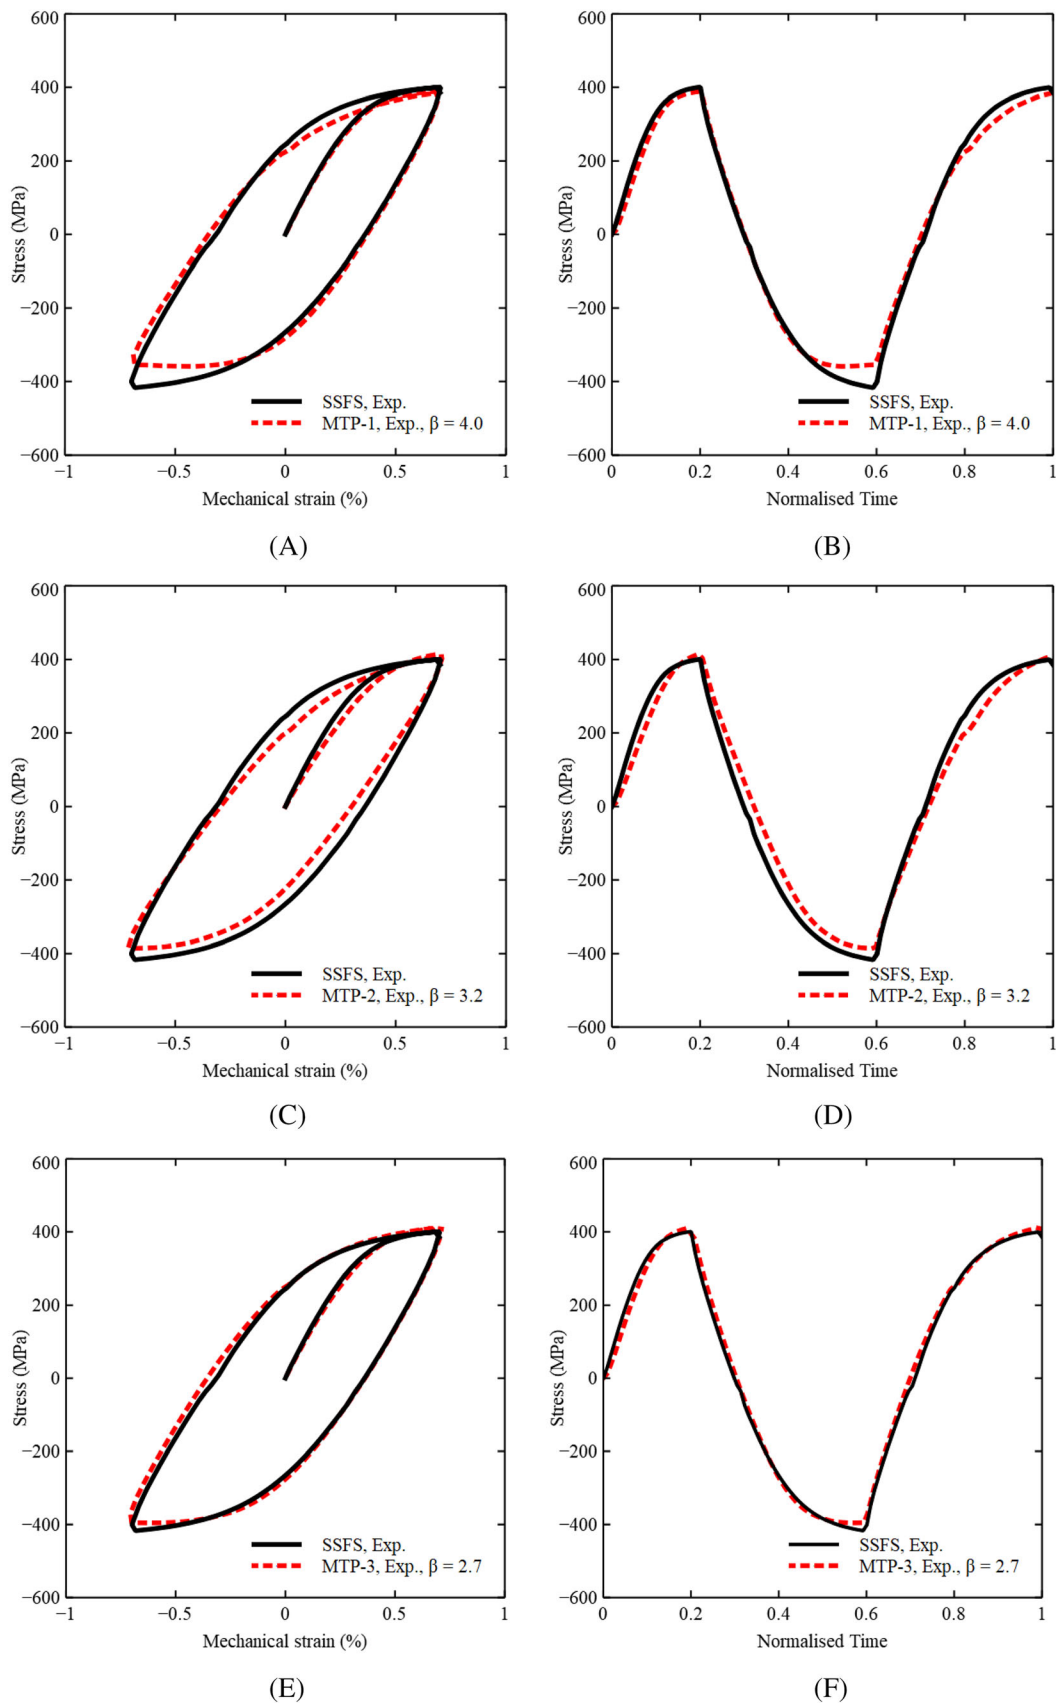 600
400
200
0
−200
−400
−600
Stress (MPa)
−1
−0.5
0
0.5
1
Mechanical strain (%)
SSFS, Exp.
MTP-1, Exp., β = 4.0
(A)
600
400
200
0
−200
−400
−600
Stress (MPa)
0
0.2
0.4
0.6
0.8
1
Normalised Time
SSFS, Exp.
MTP-1, Exp., β = 4.0
(B)
600
400
200
0
−200
−400
−600
Stress (MPa)
−1
−0.5
0
0.5
1
Mechanical strain (%)
SSFS, Exp.
MTP-2, Exp., β = 3.2
(C)
600
400
200
0
−200
−400
−600
Stress (MPa)
0
0.2
0.4
0.6
0.8
1
Normalised Time
SSFS, Exp.
MTP-2, Exp., β = 3.2
(D)
600
400
200
0
−200
−400
−600
Stress (MPa)
−1
−0.5
0
0.5
1
Mechanical strain (%)
SSFS, Exp.
MTP-3, Exp., β = 2.7
(E)
600
400
200
0
−200
−400
−600
Stress (MPa)
0
0.2
0.4
0.6
0.8
1
Normalised Time
SSFS, Exp.
MTP-3, Exp., β = 2.7
(F)